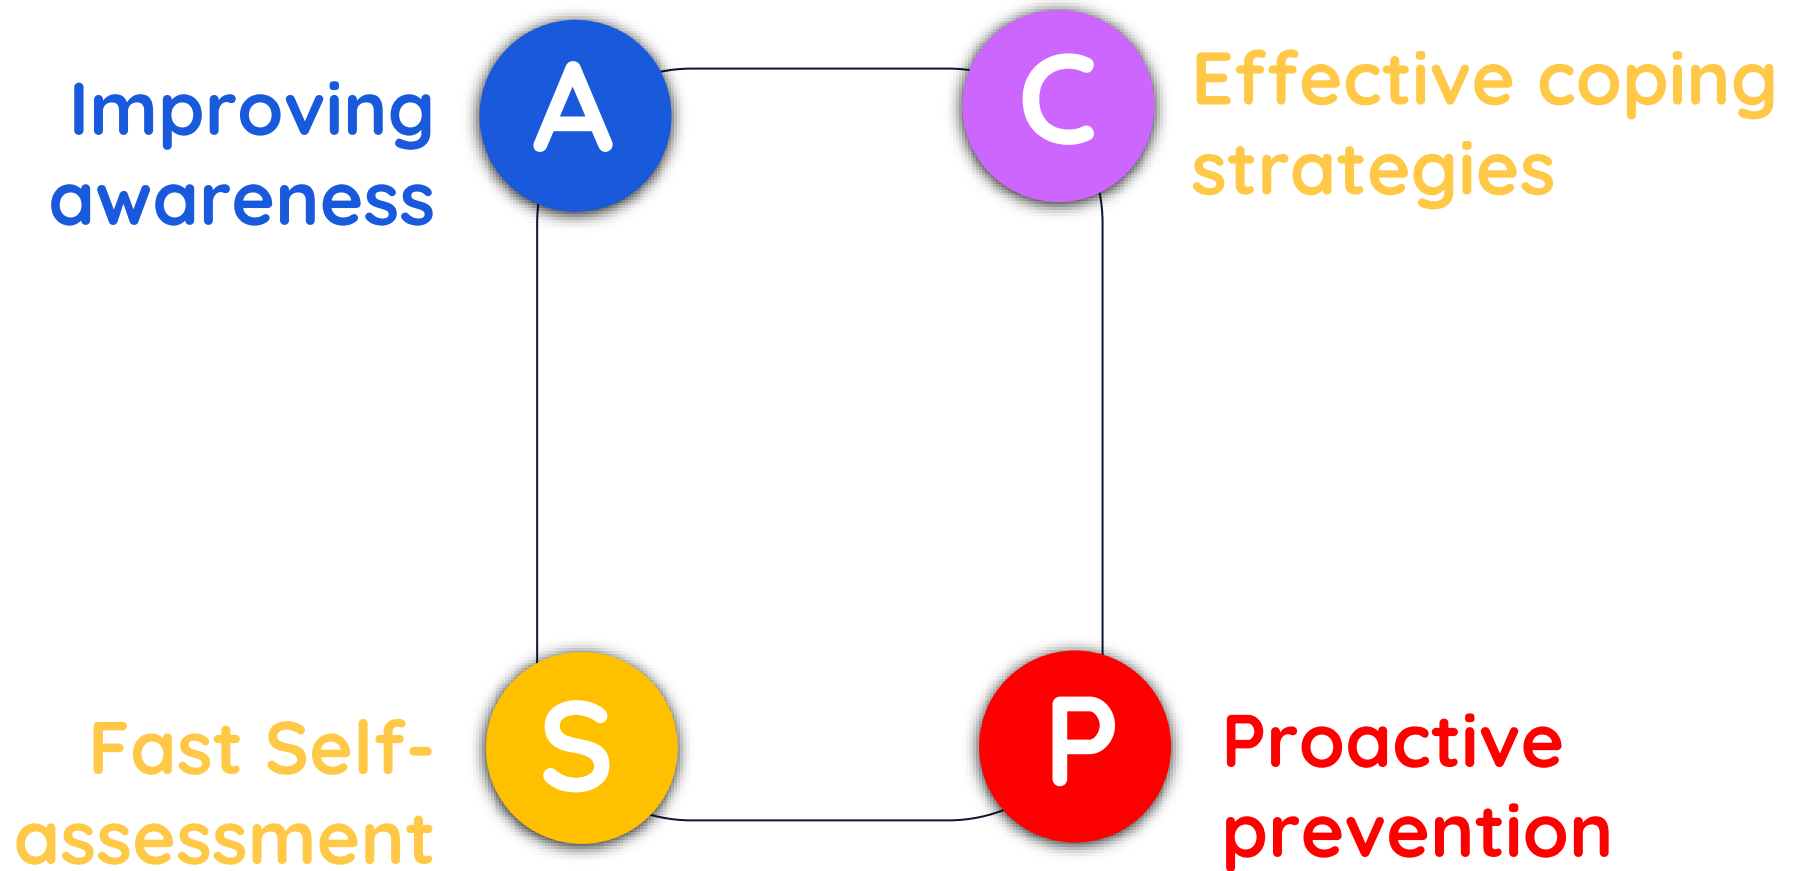 Improving
awareness
A
C
Effective coping
strategies
Fast Self-
assessment
S
P
Proactive
prevention